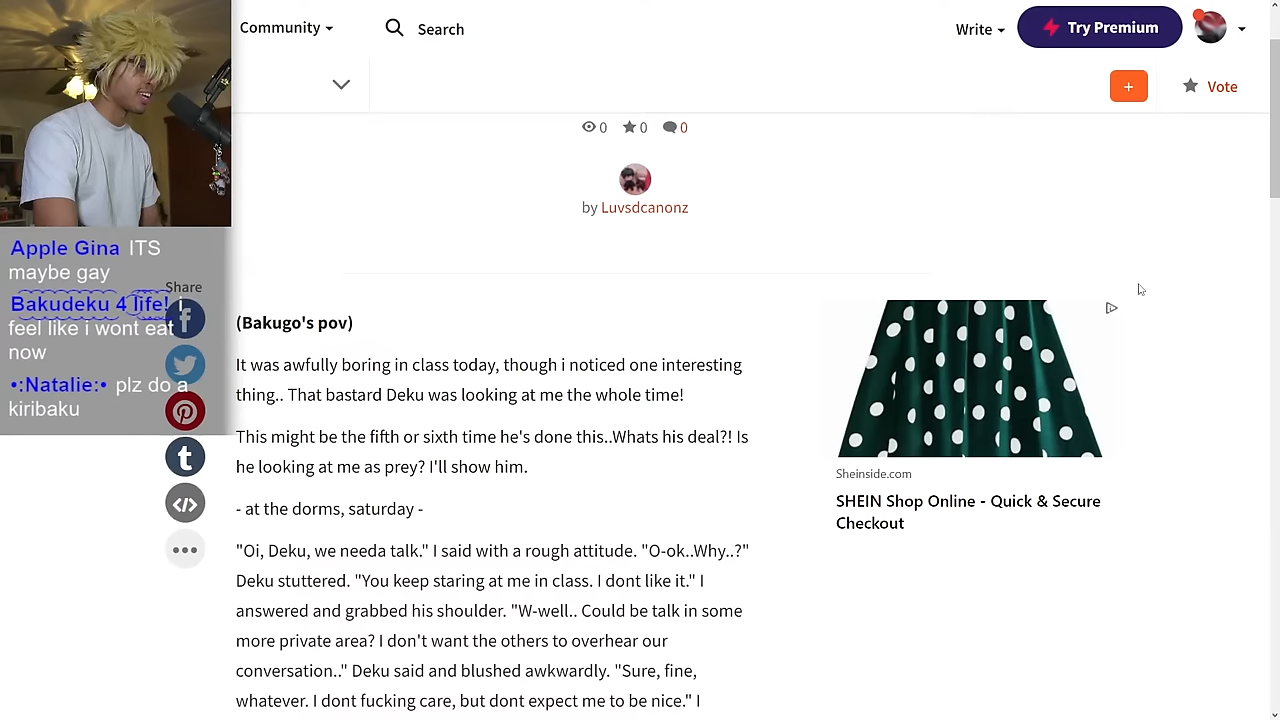 Community
Search
Write
Try Premium
+
Vote
0 0 0
by Luvsdcanonz
Apple Gina ITS
maybe gay
Bakudeku 4 life! i
feel like i wont eat
now
•:Natalie:• plz do a
kiribaku
Share
(Bakugo's pov)
It was awfully boring in class today, though i noticed one interesting
thing.. That bastard Deku was looking at me the whole time!
This might be the fifth or sixth time he's done this..Whats his deal?! Is
he looking at me as prey? I'll show him.
- at the dorms, saturday -
"Oi, Deku, we needa talk." I said with a rough attitude. "O-ok..Why..?"
Deku stuttered. "You keep staring at me in class. I dont like it." I
answered and grabbed his shoulder. "W-well.. Could be talk in some
more private area? I don't want the others to overhear our
conversation.." Deku said and blushed awkwardly. "Sure, fine,
whatever. I dont fucking care, but dont expect me to be nice." I
Sheinside.com
SHEIN Shop Online - Quick & Secure
Checkout